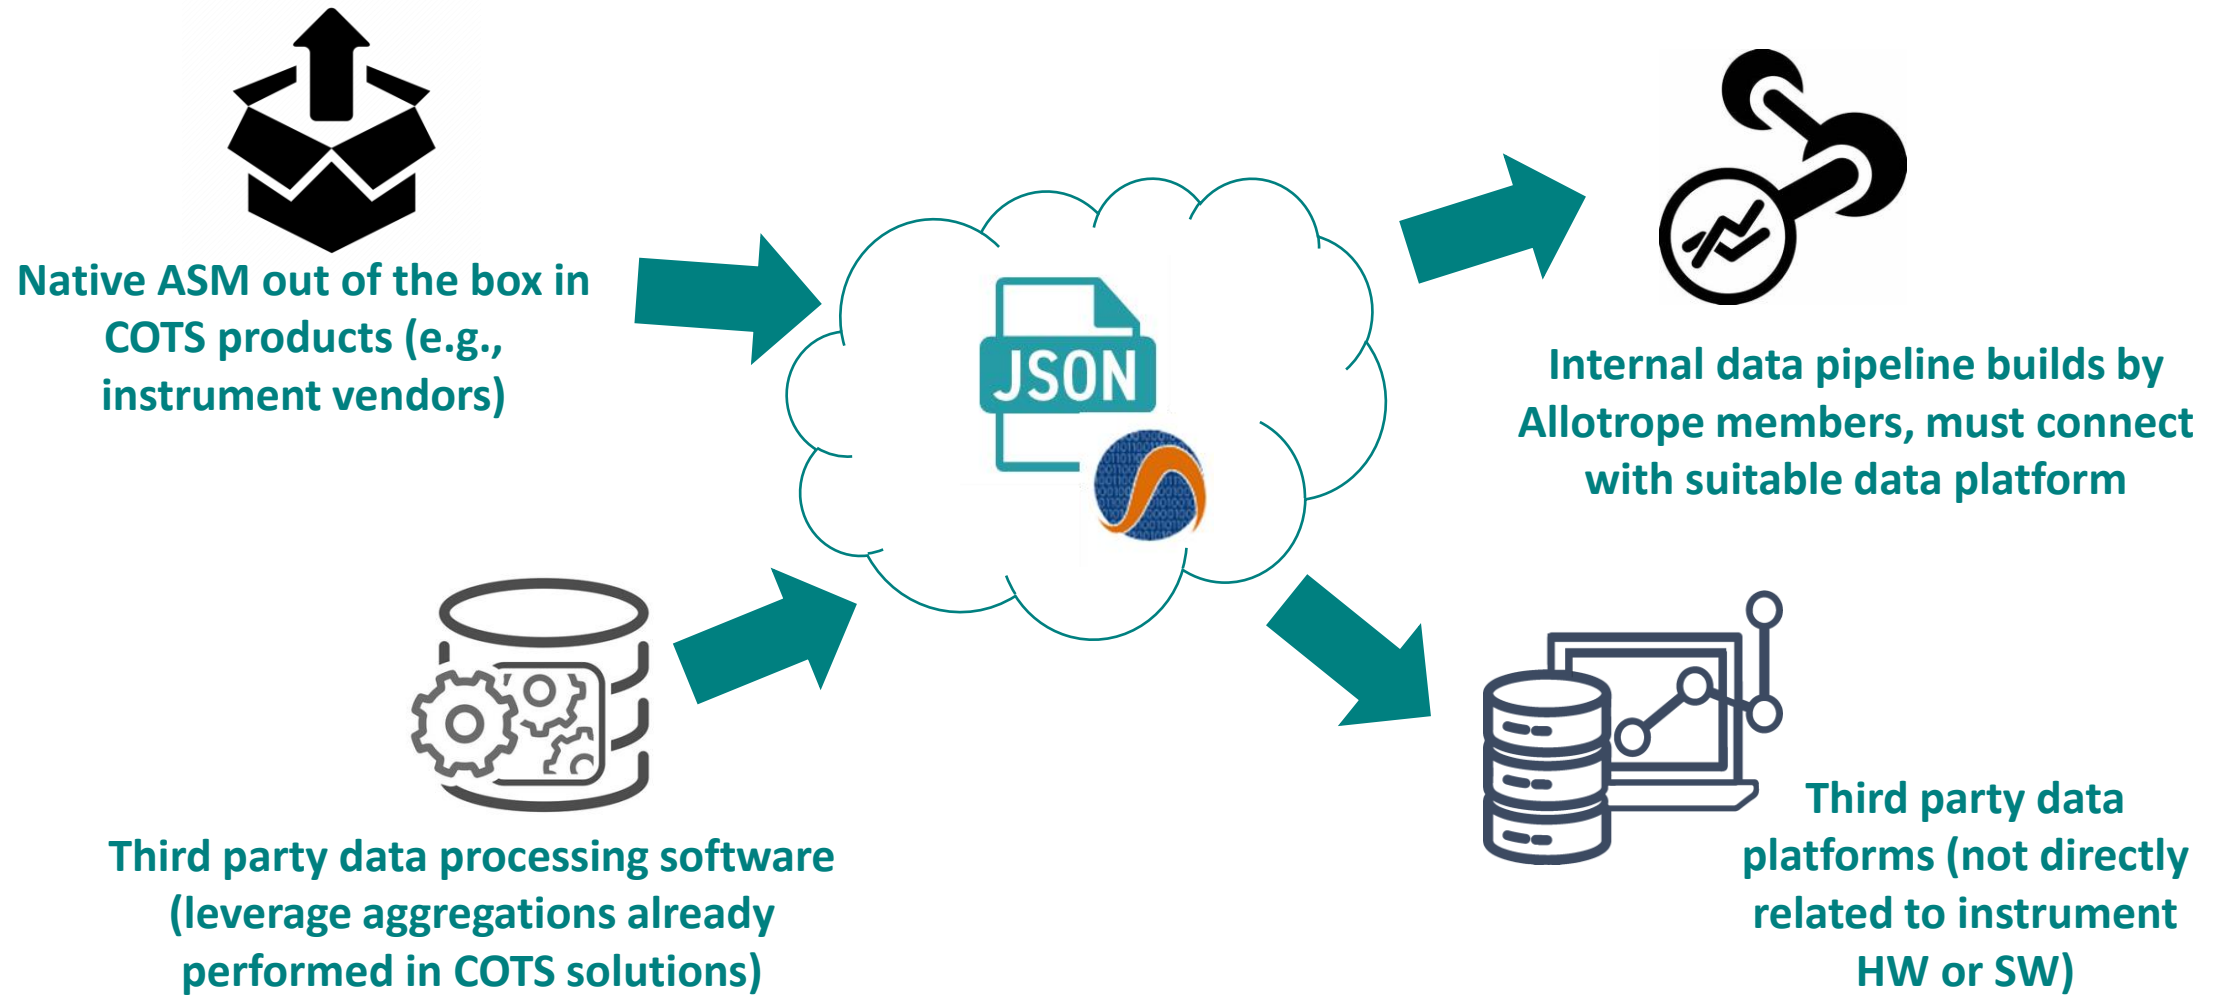 Native ASM out of the box in
COTS products (e.g.,
instrument vendors)
JSON
Internal data pipeline builds by
Allotrope members, must connect
with suitable data platform
Third party data processing software
(leverage aggregations already
performed in COTS solutions)
Third party data
platforms (not directly
related to instrument
HW or SW)